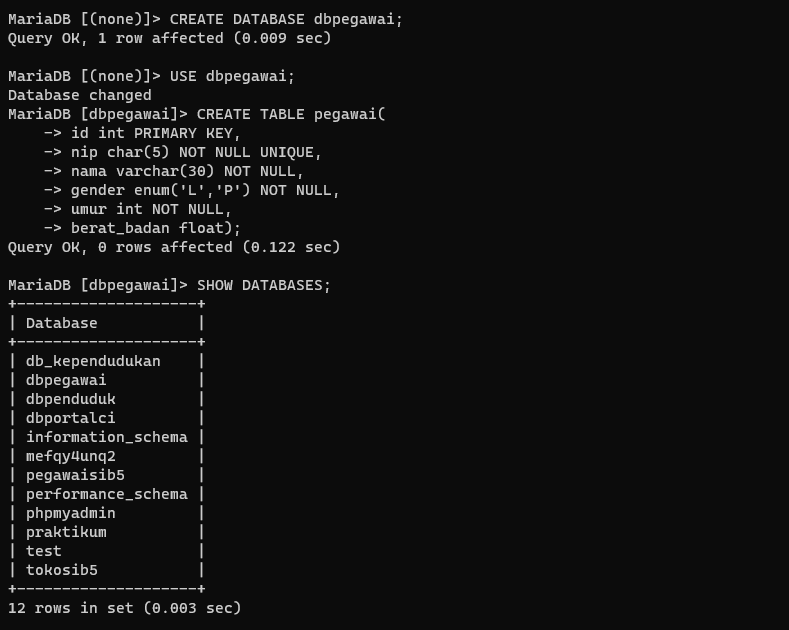 MariaDB [(none)]> CREATE DATABASE dbpegawai;
Query OK, 1 row affected (0.009 sec)

MariaDB [(none)]> USE dbpegawai;
Database changed
MariaDB [dbpegawai]> CREATE TABLE pegawai(
    -> id int PRIMARY KEY,
    -> nip char(5) NOT NULL UNIQUE,
    -> nama varchar(30) NOT NULL,
    -> gender enum('L','P') NOT NULL,
    -> umur int NOT NULL,
    -> berat_badan float);
Query OK, 0 rows affected (0.122 sec)

MariaDB [dbpegawai]> SHOW DATABASES;
+--------------------+
| Database           |
+--------------------+
| db_kependudukan    |
| dbpegawai          |
| dbpenduduk         |
| dbportalci         |
| information_schema |
| mefqy4unq2         |
| pegawaisib5        |
| performance_schema |
| phpmyadmin         |
| praktikum          |
| test               |
| tokosib5           |
+--------------------+
12 rows in set (0.003 sec)